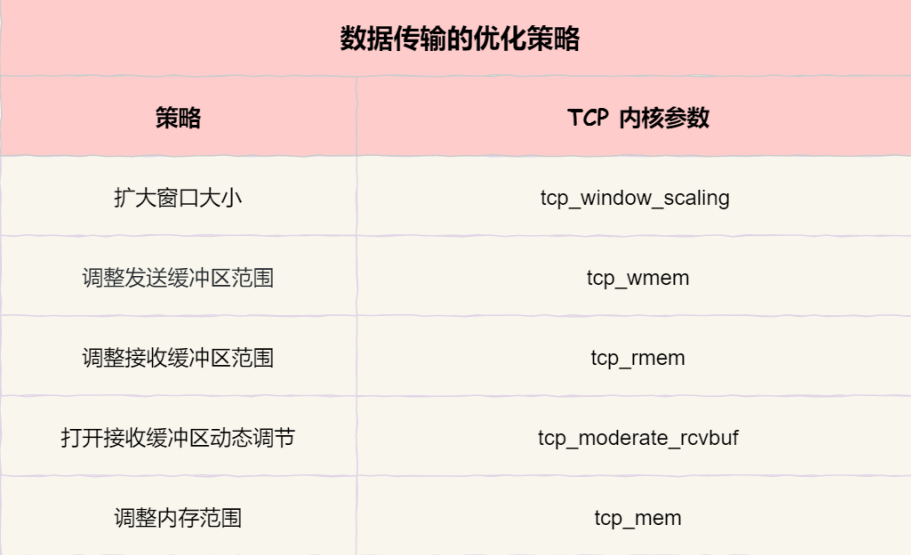 数据传输的优化策略
策略 TCP 内核参数
扩大窗口大小 tcp_window_scaling
调整发送缓冲区范围 tcp_wmem
调整接收缓冲区范围 tcp_rmem
打开接收缓冲区动态调节 tcp_moderate_rcvbuf
调整内存范围 tcp_mem